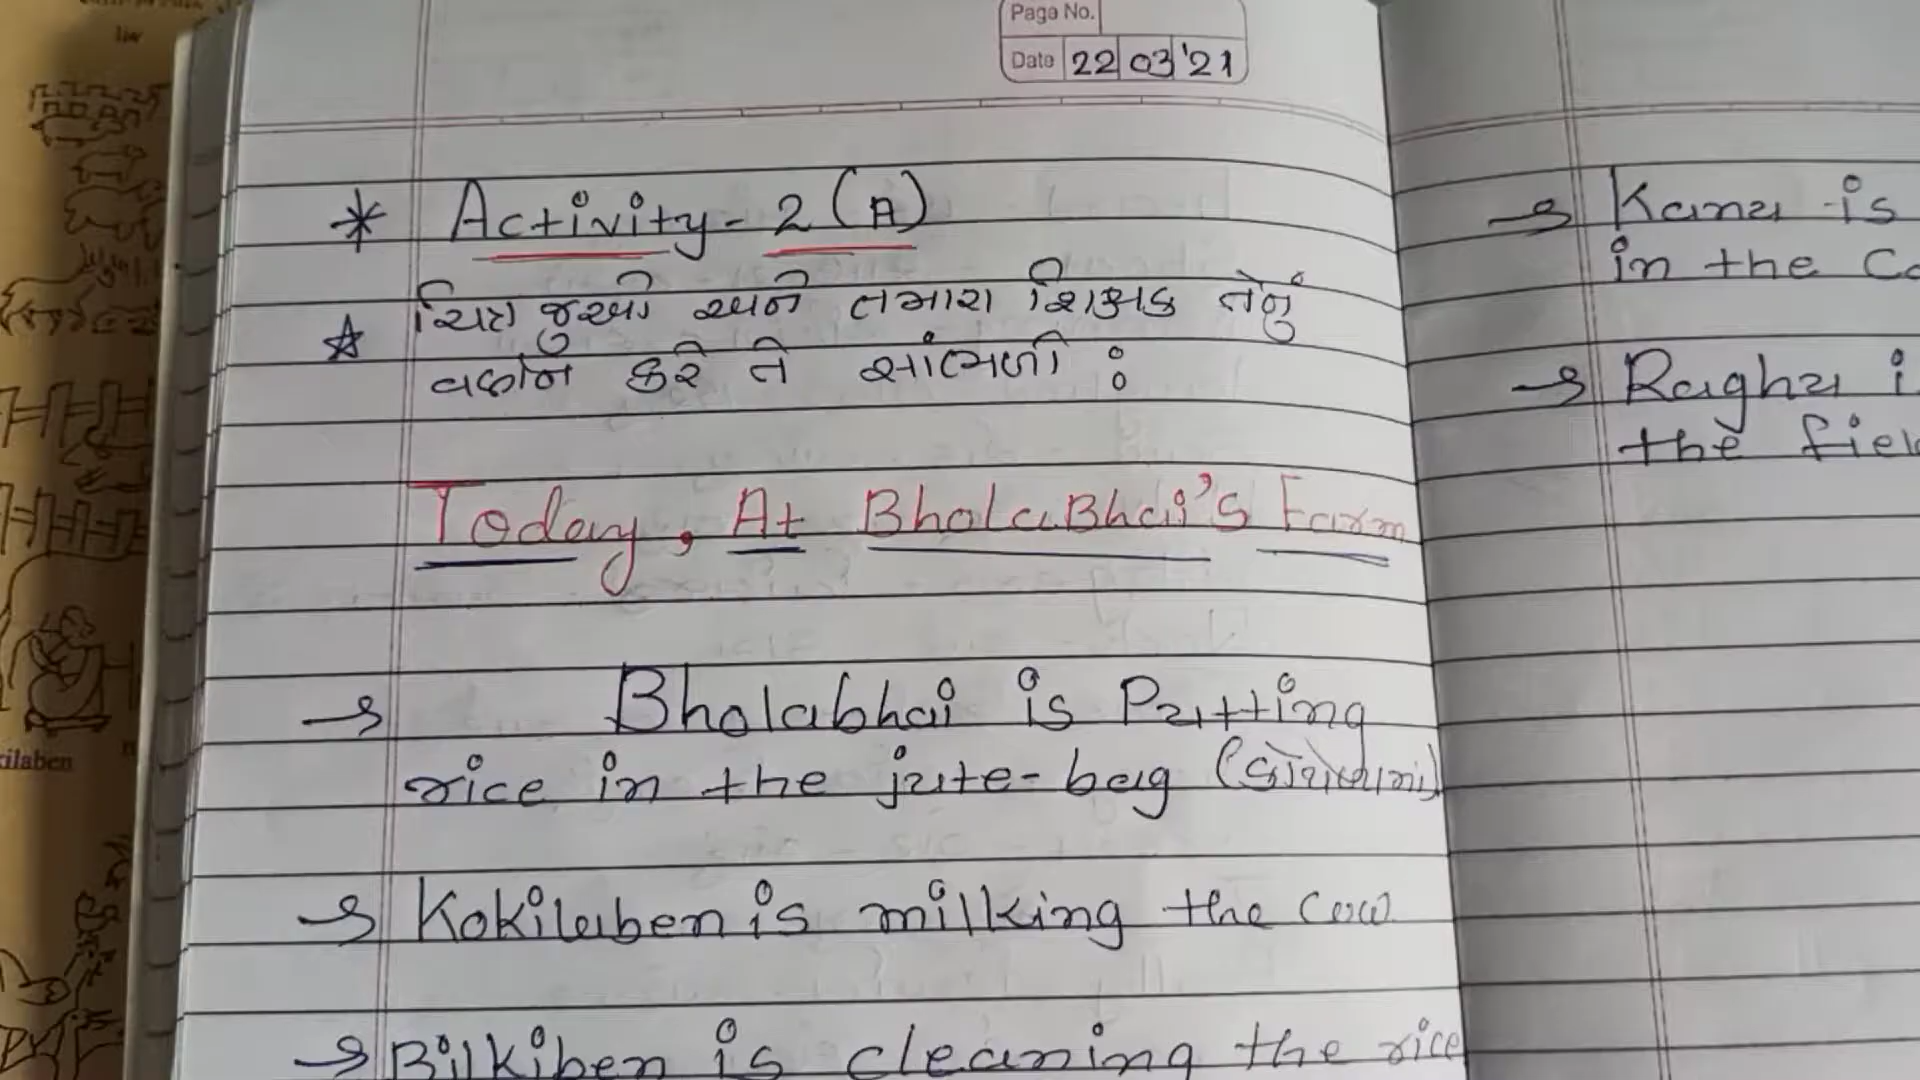 Page No.
Date 22 03 '21
* Activity - 2 (A)
ચિત્ર જુઓ અને તમારા શિક્ષક તેનું
વર્ણન કરે તે સાંભળો :
Today, At BholaBhai's Farm
→ Bholabhai is Putting
rice in the jute-bag (કોથળામાં)
→ Kokilaben is milking the cow
→ Bilkiben is cleaning the rice
→ Kanu is
in the
→ Raghu
the
kilaben